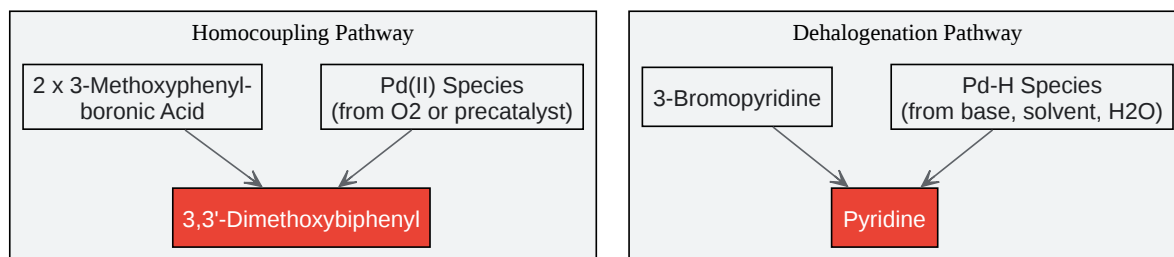 Homocoupling Pathway
2 x 3-Methoxyphenyl-
boronic Acid
Pd(II) Species
(from O2 or precatalyst)
3,3'-Dimethoxybiphenyl
Dehalogenation Pathway
3-Bromopyridine
Pd-H Species
(from base, solvent, H2O)
Pyridine